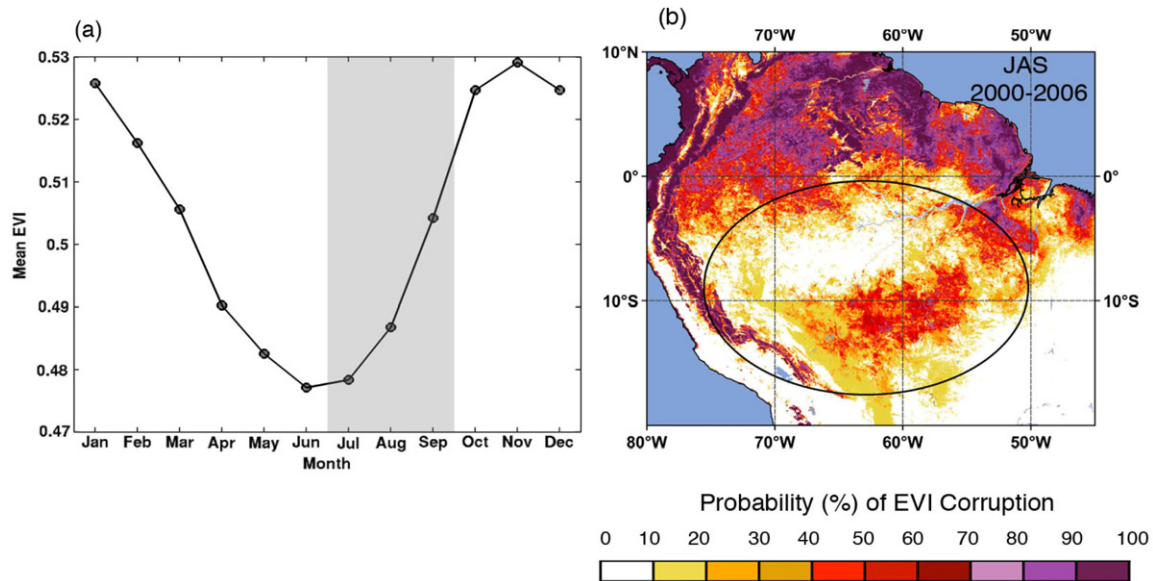 (a)
0.53
0.52
0.51
0.5
0.49
0.48
0.47
Mean EVI
Jan Feb Mar Apr May Jun Jul Aug Sep Oct Nov Dec
Month
(b)
70°W 60°W 50°W
10°N
JAS
2000-2006
0° 0°
10°S 10°S
80°W 70°W 60°W 50°W
Probability (%) of EVI Corruption
0 10 20 30 40 50 60 70 80 90 100